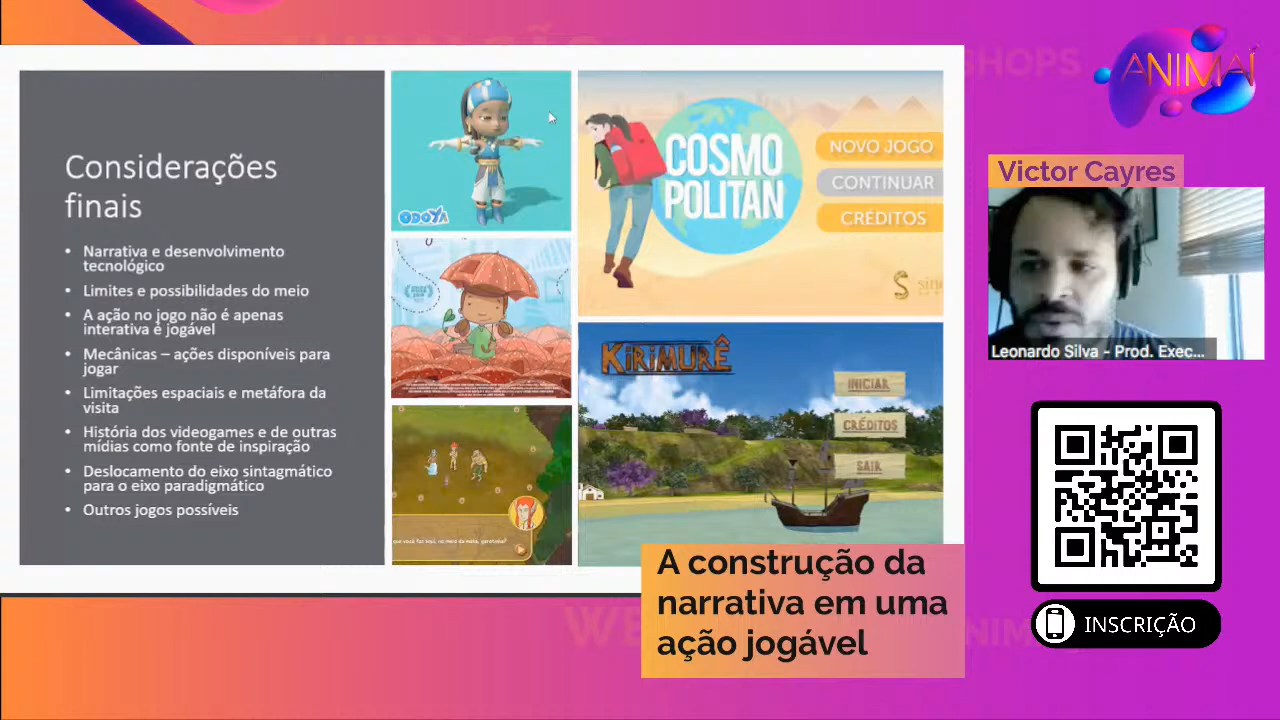 SHOPS
ANIMAÍ
Considerações
finais
• Narrativa e desenvolvimento
tecnológico
• Limites e possibilidades do meio
• A ação no jogo não é apenas
interativa é jogável
• Mecânicas – ações disponíveis para
jogar
• Limitações espaciais e metáfora da
visita
• História dos videogames e de outras
mídias como fonte de inspiração
• Deslocamento do eixo sintagmático
para o eixo paradigmático
• Outros jogos possíveis
ODOYA
COSMO
POLITAN
NOVO JOGO
CONTINUAR
CRÉDITOS
KIRIMURÊ
INICIAR
CRÉDITOS
SAIR
Victor Cayres
Leonardo Silva - Prod. Exec...
A construção da
narrativa em uma
ação jogável
INSCRIÇÃO